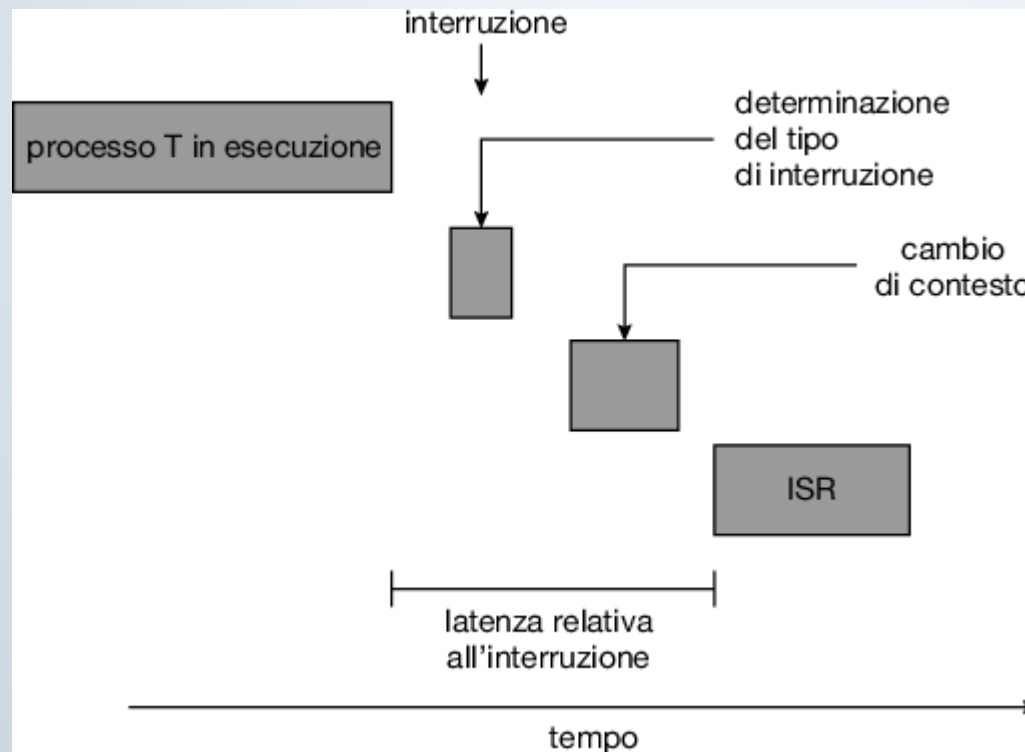 interruzione
processo T in esecuzione
determinazione
del tipo
di interruzione
cambio
di contesto
ISR
latenza relativa
all'interruzione
tempo